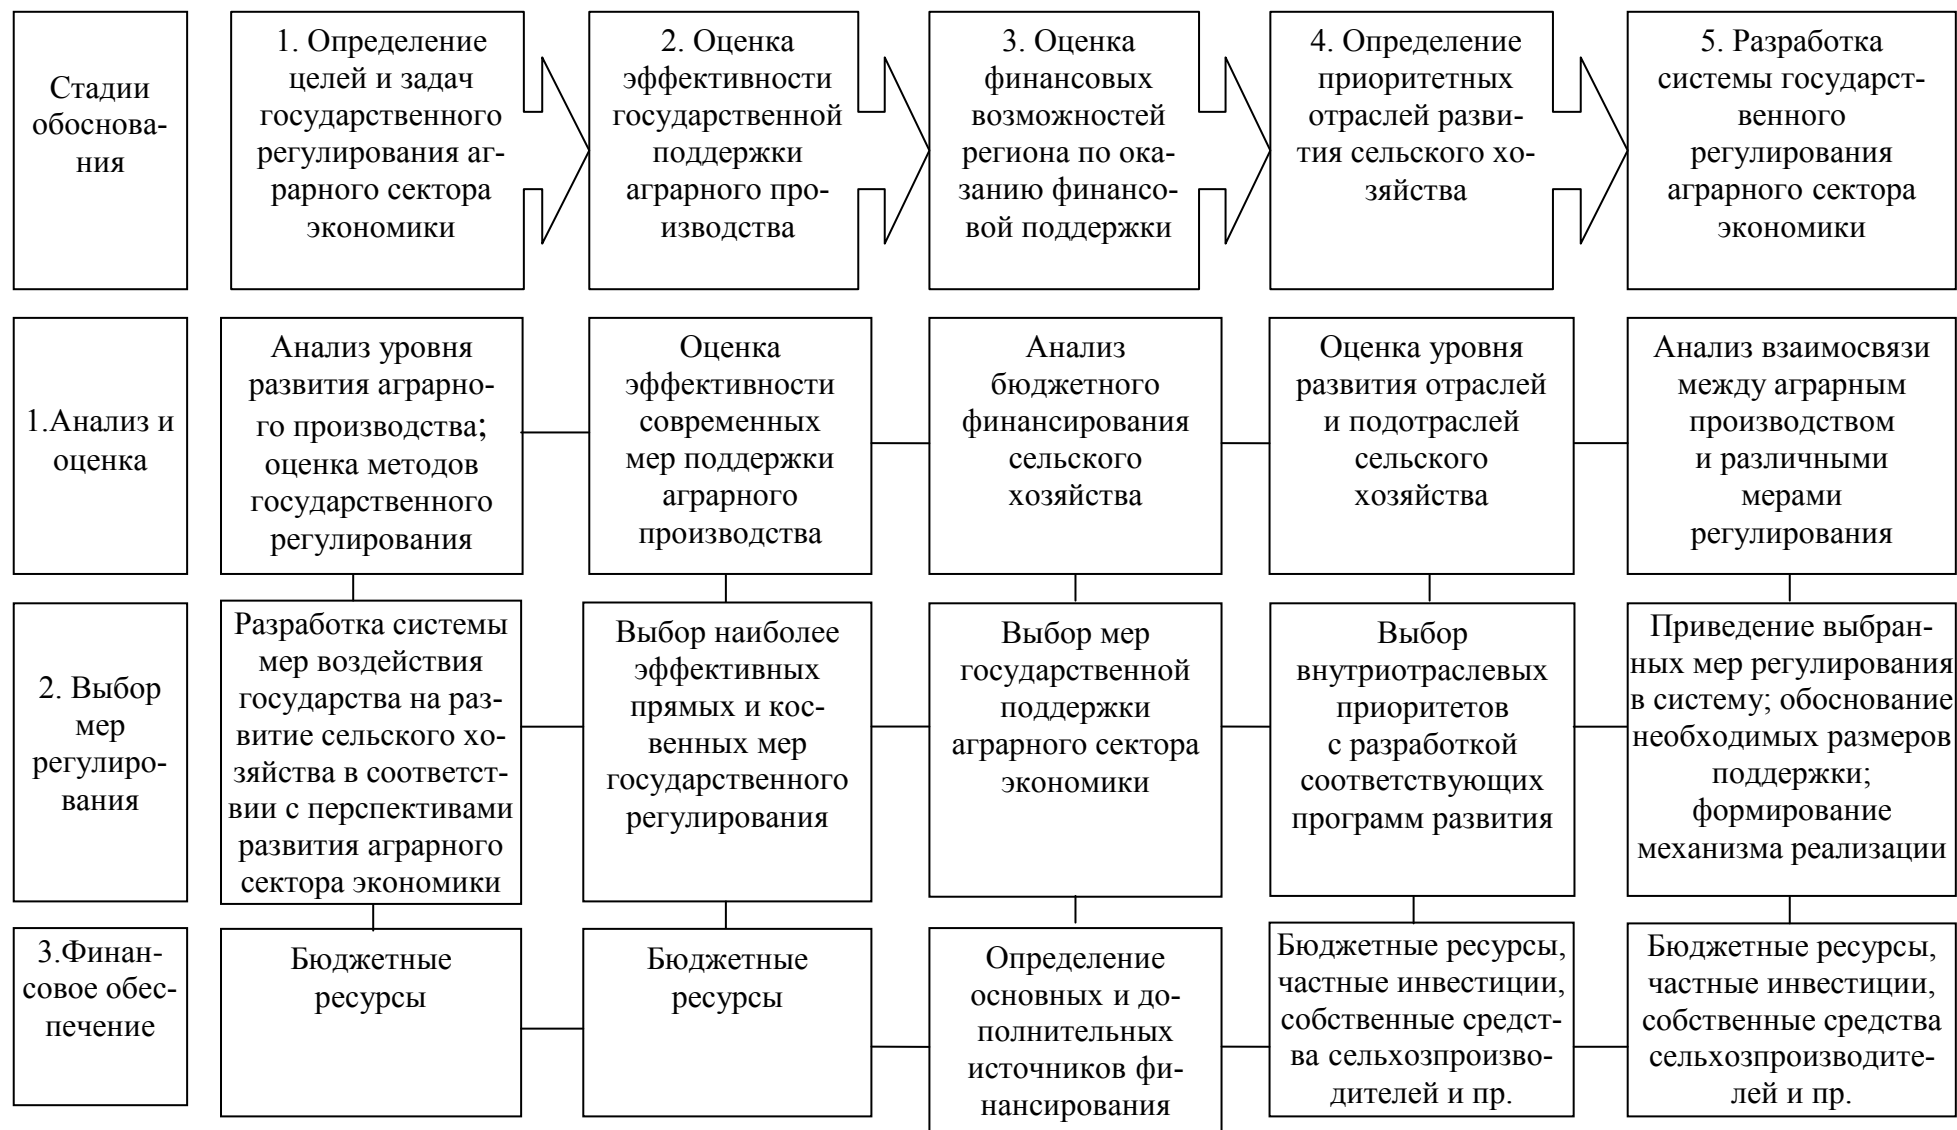 Стадии
обоснова-
ния
1. Определение
целей и задач
государственного
регулирования аг-
рарного сектора
экономики
2. Оценка
эффективности
государственной
поддержки
аграрного про-
изводства
3. Оценка
финансовых
возможностей
региона по ока-
занию финансо-
вой поддержки
4. Определение
приоритетных
отраслей разви-
тия сельского хо-
зяйства
5. Разработка
системы государст-
венного
регулирования
аграрного сектора
экономики
1.Анализ и
оценка
Анализ уровня
развития аграрно-
го производства;
оценка методов
государственного
регулирования
Оценка
эффективности
современных
мер поддержки
аграрного
производства
Анализ
бюджетного
финансирования
сельского
хозяйства
Оценка уровня
развития отраслей
и подотраслей
сельского
хозяйства
Анализ взаимосвязи
между аграрным
производством
и различными
мерами
регулирования
2. Выбор
мер
регулиро-
вания
Разработка системы
мер воздействия
государства на раз-
витие сельского хо-
зяйства в соответст-
вии с перспективами
развития аграрного
сектора экономики
Выбор наиболее
эффективных
прямых и кос-
венных мер
государственного
регулирования
Выбор мер
государственной
поддержки
аграрного сектора
экономики
Выбор
внутриотраслевых
приоритетов
с разработкой
соответствующих
программ развития
Приведение выбран-
ных мер регулирования
в систему; обоснование
необходимых размеров
поддержки;
формирование
механизма реализации
3.Финан-
совое обес-
печение
Бюджетные
ресурсы
Бюджетные
ресурсы
Определение
основных и до-
полнительных
источников фи-
нансирования
Бюджетные ресурсы,
частные инвестиции,
собственные средст-
ва сельхозпроизво-
дителей и пр.
Бюджетные ресурсы,
частные инвестиции,
собственные средства
сельхозпроизводите-
лей и пр.